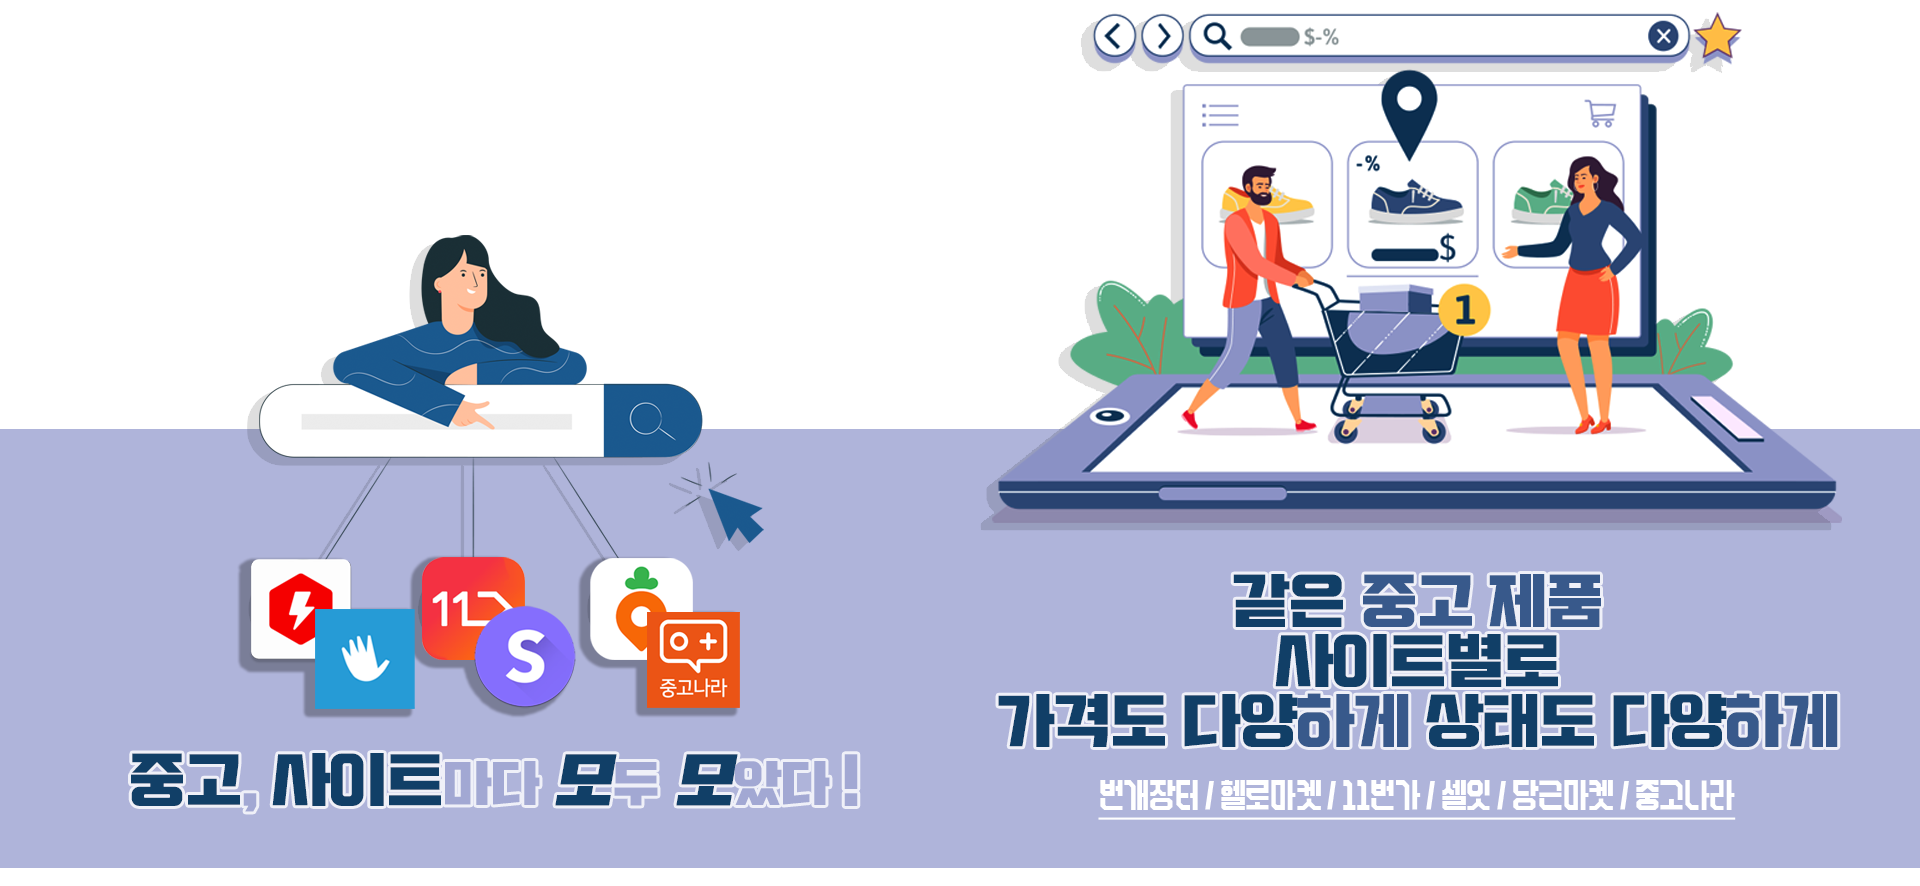 $-%
-%
$
1
11
S
중고나라
중고, 사이트마다 모두 모았다!
같은 중고 제품
사이트별로
가격도 다양하게 상태도 다양하게
번개장터 / 헬로마켓 / 11번가 / 셀잇 / 당근마켓 / 중고나라